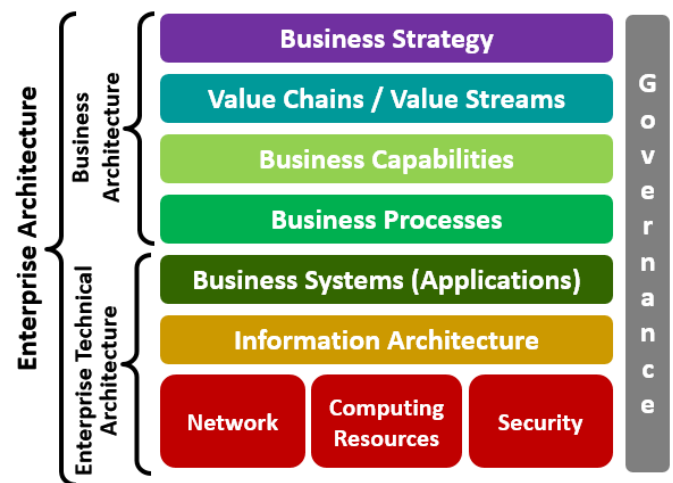 Enterprise Architecture
Business
Architecture
Enterprise Technical
Architecture
Business Strategy
Value Chains / Value Streams
Business Capabilities
Business Processes
Business Systems (Applications)
Information Architecture
Network
Computing
Resources
Security
Governance